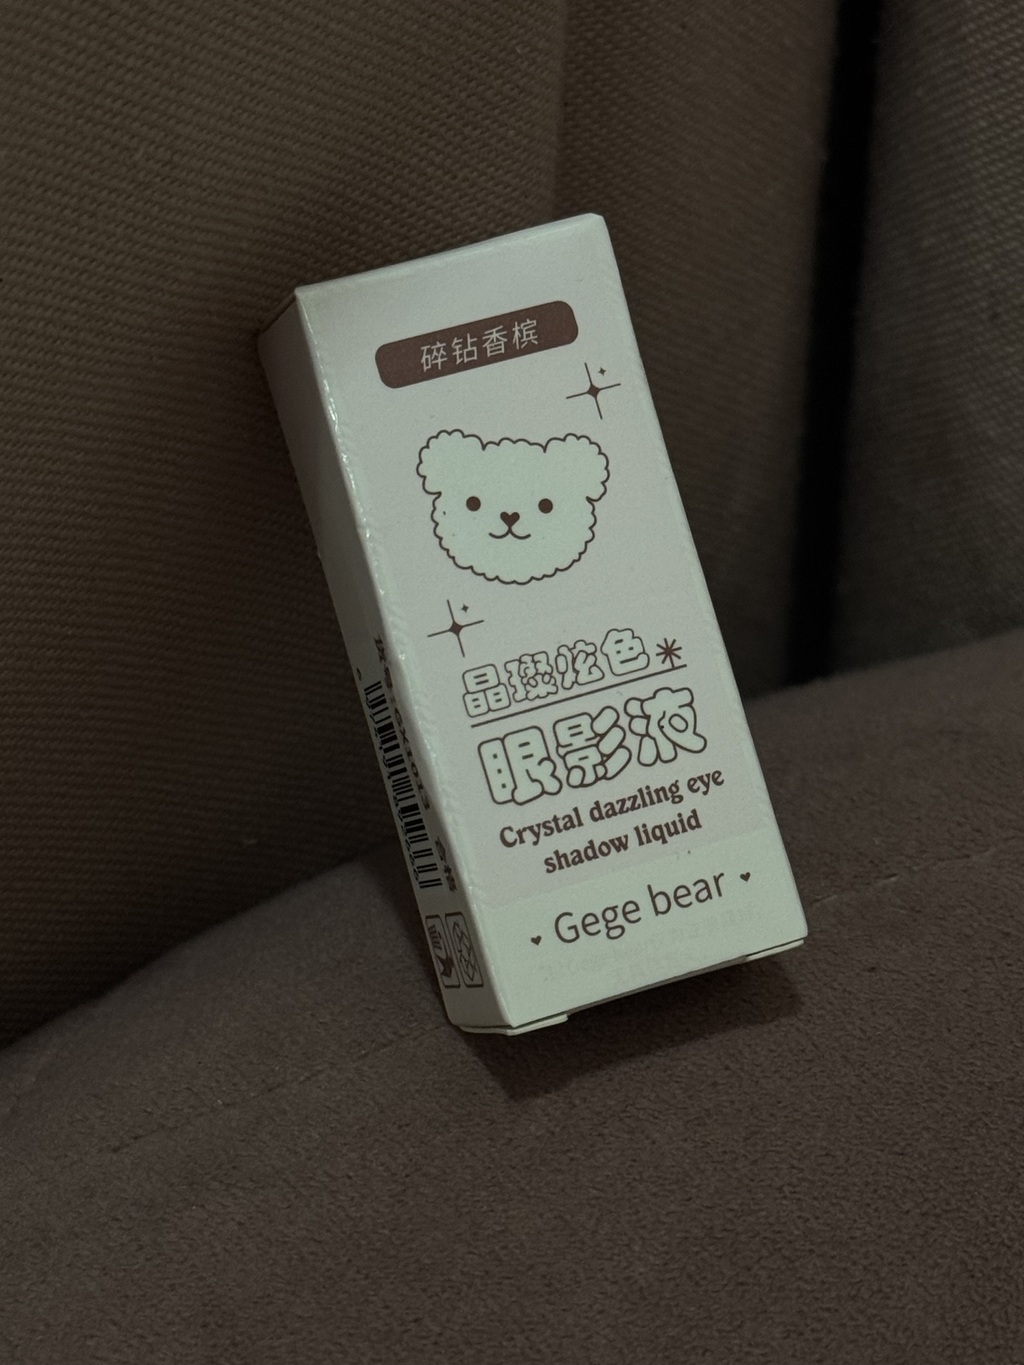 碎钻香槟
晶璨炫色
眼影液
Crystal dazzling eye
shadow liquid
Gege bear